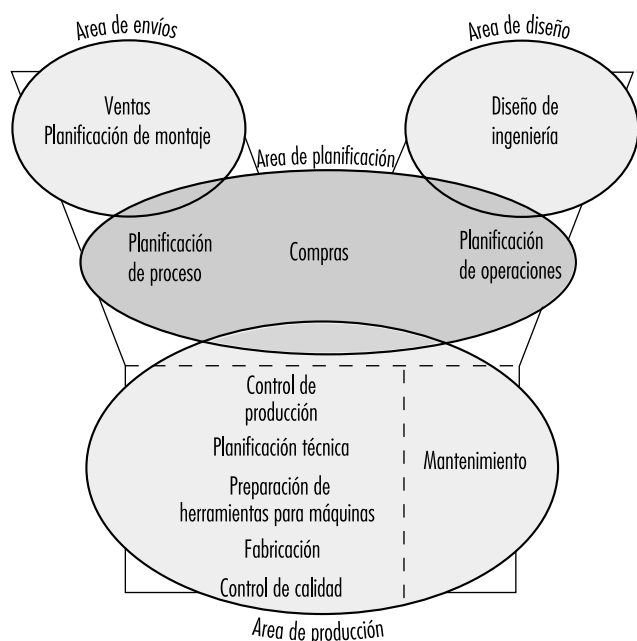 Area de envíos
Area de diseño
Ventas
Planificación de montaje
Diseño de
ingeniería
Area de planificación
Planificación
de proceso
Compras
Planificación
de operaciones
Control de
producción
Planificación técnica
Preparación de
herramientas para máquinas
Fabricación
Control de calidad
Mantenimiento
Area de producción